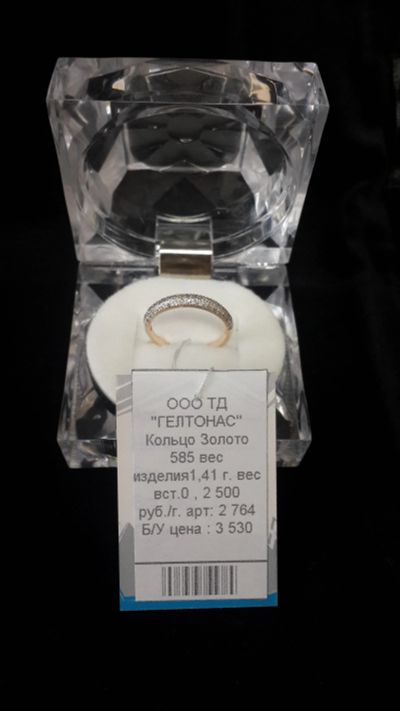 ООО ТД
"ГЕЛТОНАС"
Кольцо Золото
585 вес
изделия1,41 г. вес
вст.0 , 2 500
руб./г. арт: 2 764
Б/У цена : 3 530